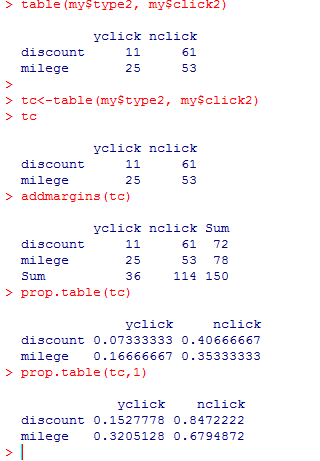 > table(my$type2, my$click2)
yclick nclick
discount 11 61
milege 25 53
>
> tc<-table(my$type2, my$click2)
> tc
yclick nclick
discount 11 61
milege 25 53
> addmargins(tc)
yclick nclick Sum
discount 11 61 72
milege 25 53 78
Sum 36 114 150
> prop.table(tc)
yclick nclick
discount 0.07333333 0.40666667
milege 0.16666667 0.35333333
> prop.table(tc,1)
yclick nclick
discount 0.1527778 0.8472222
milege 0.3205128 0.6794872
>